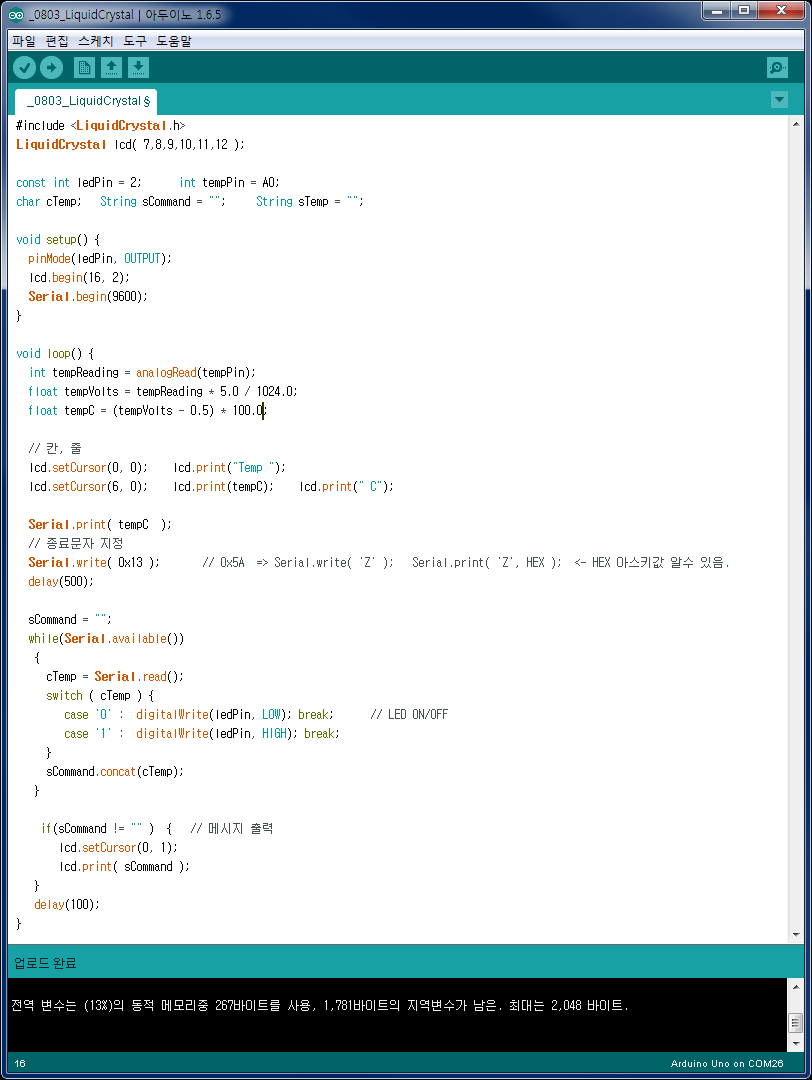 _0803_LiquidCrystal | 아두이노 1.6.5
파일 편집 스케치 도구 도움말
_0803_LiquidCrystal §
#include <LiquidCrystal.h>
LiquidCrystal lcd( 7,8,9,10,11,12 );
const int ledPin = 2; int tempPin = A0;
char cTemp; String sCommand = ""; String sTemp = "";
void setup() {
pinMode(ledPin, OUTPUT);
lcd.begin(16, 2);
Serial.begin(9600);
}
void loop() {
int tempReading = analogRead(tempPin);
float tempVolts = tempReading * 5.0 / 1024.0;
float tempC = (tempVolts - 0.5) * 100.0;
// 칸, 줄
lcd.setCursor(0, 0); lcd.print("Temp ");
lcd.setCursor(6, 0); lcd.print(tempC); lcd.print(" C");
Serial.print( tempC );
// 종료문자 지정
Serial.write( 0x13 ); // 0x5A => Serial.write( 'Z' ); Serial.print( 'Z', HEX ); <- HEX 아스키값 알수 있음.
delay(500);
sCommand = "";
while(Serial.available())
{
cTemp = Serial.read();
switch ( cTemp ) {
case '0' : digitalWrite(ledPin, LOW); break; // LED ON/OFF
case '1' : digitalWrite(ledPin, HIGH); break;
}
sCommand.concat(cTemp);
}
if(sCommand != "" ) { // 메시지 출력
lcd.setCursor(0, 1);
lcd.print( sCommand );
}
delay(100);
}
업로드 완료
전역 변수는 (13%)의 동적 메모리중 267바이트를 사용, 1,781바이트의 지역변수가 남은. 최대는 2,048 바이트.
16 Arduino Uno on COM26